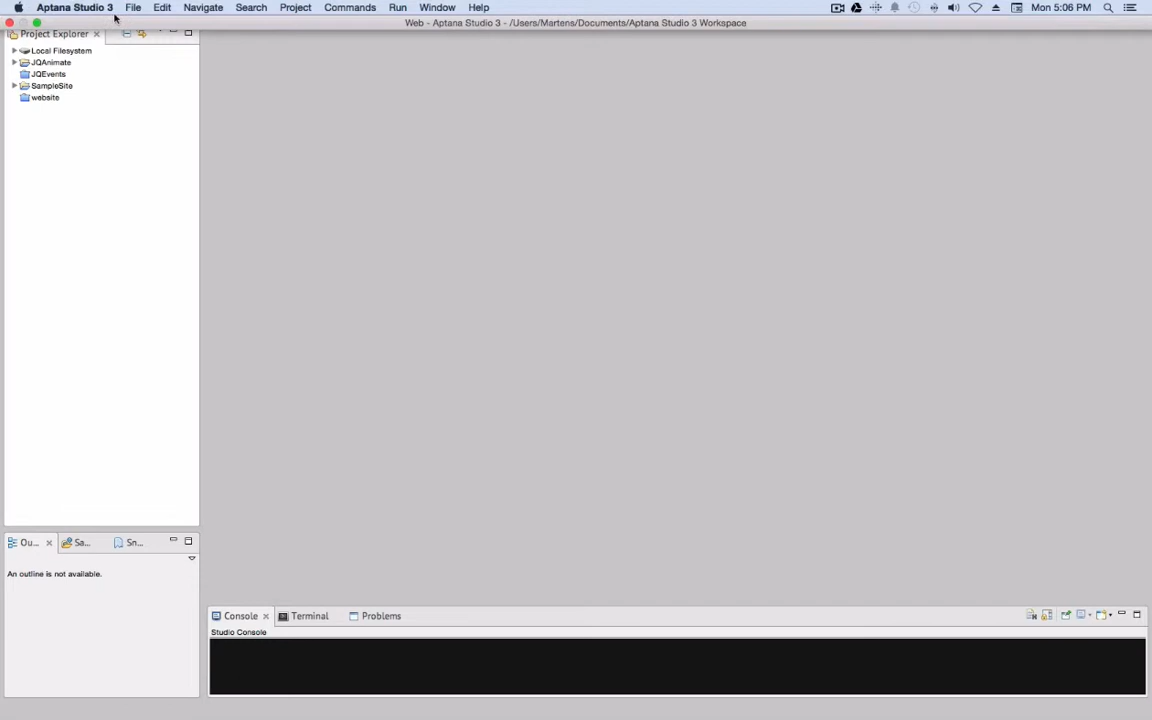 Aptana Studio 3 File Edit Navigate Search Project Commands Run Window Help Mon 5:06 PM
Web - Aptana Studio 3 - /Users/Martens/Documents/Aptana Studio 3 Workspace
Project Explorer
Local Filesystem
JQAnimate
JQEvents
SampleSite
website
Ou... Sa... Sn...
An outline is not available.
Console Terminal Problems
Studio Console